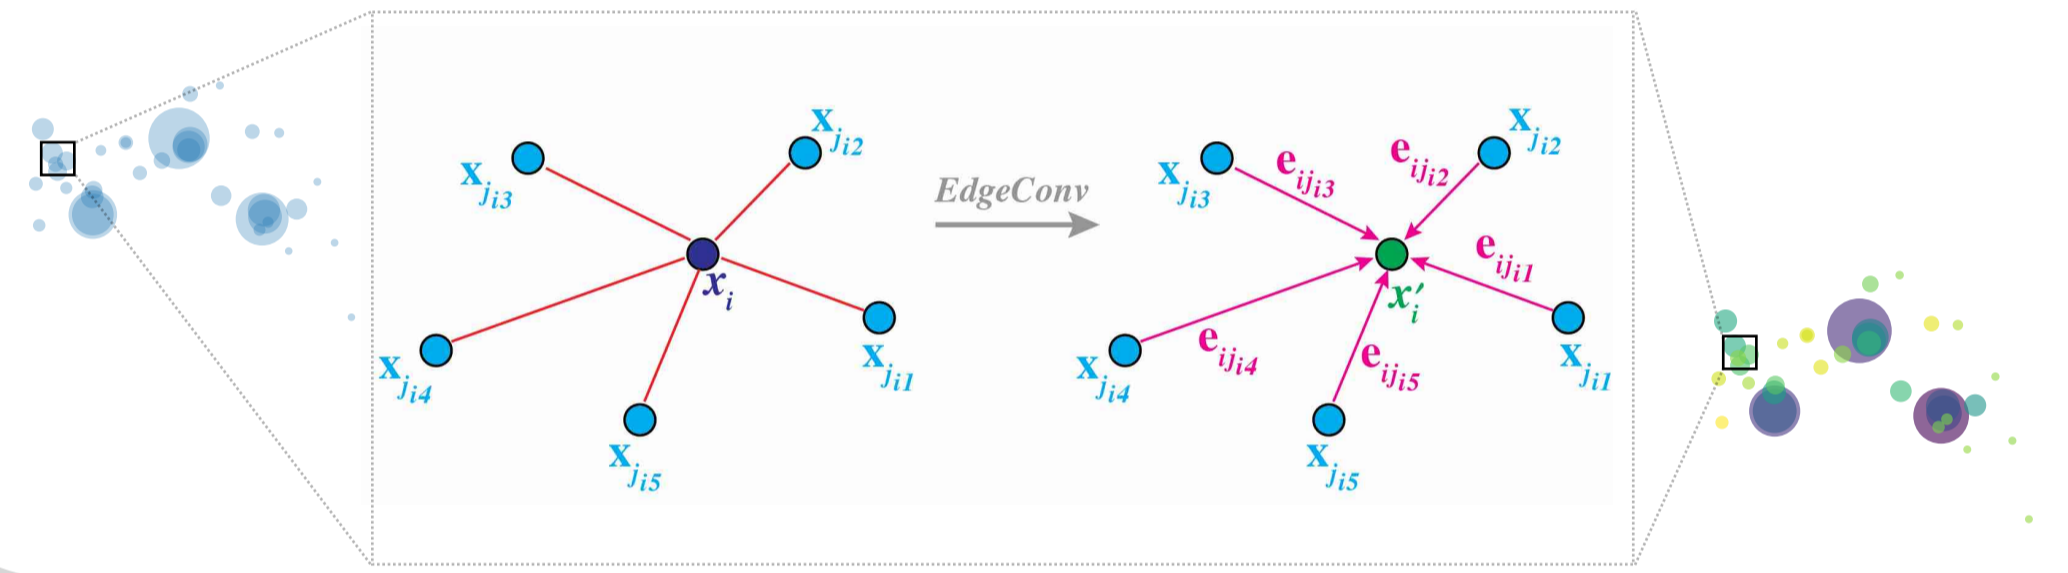 x_{j_{i3}}
x_{j_{i2}}
x_i
x_{j_{i4}}
x_{j_{i1}}
x_{j_{i5}}
EdgeConv
x_{j_{i3}}
e_{ij_{i3}}
e_{ij_{i2}}
x_{j_{i2}}
e_{ij_{i1}}
x′_i
e_{ij_{i4}}
e_{ij_{i5}}
x_{j_{i4}}
x_{j_{i1}}
x_{j_{i5}}